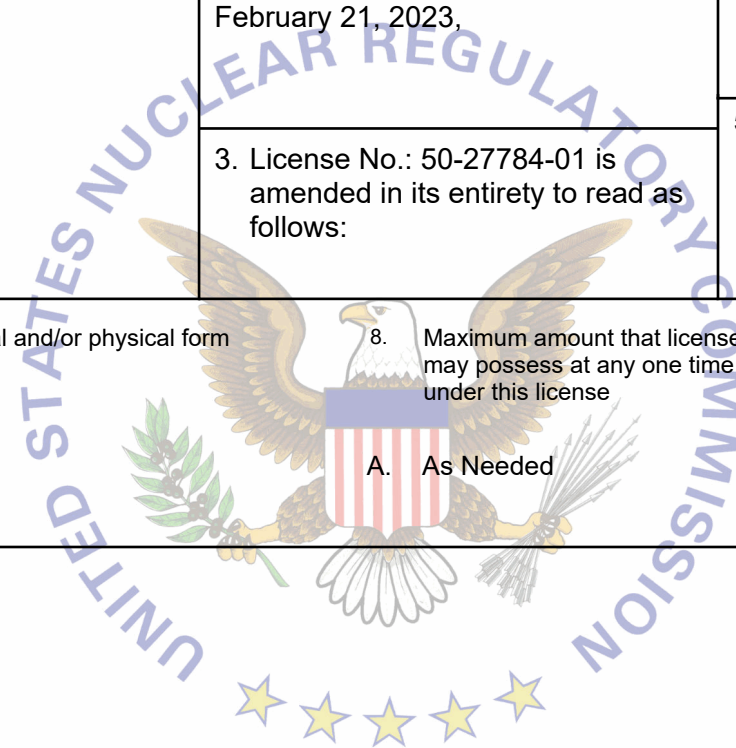 February 21, 2023,
3. License No.: 50-27784-01 is
amended in its entirety to read as
follows:
and/or physical form
8. Maximum amount that
may possess at any one time
under this license
A. As Needed
UNITED STATES NUCLEAR REGULATORY COMMISSION